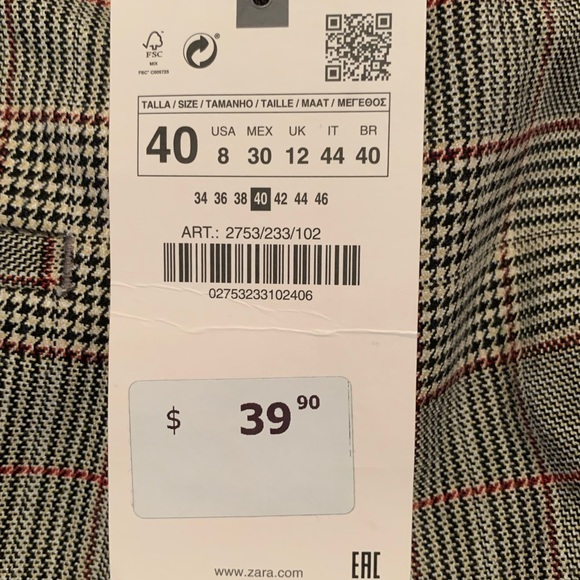 FSC
MIX
TALLA / SIZE / TAMANHO / TAILLE / MAAT / ΜΕΓΕΘΟΣ
40 USA 8 MEX 30 UK 12 IT 44 BR 40
34 36 38 40 42 44 46
ART.: 2753/233/102
02753233102406
$ 39 90
www.zara.com
EAC